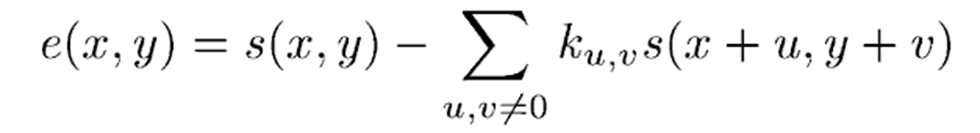 e(x, y) = s(x, y) − ∑ k_{u,v} s(x + u, y + v)
u,v≠0